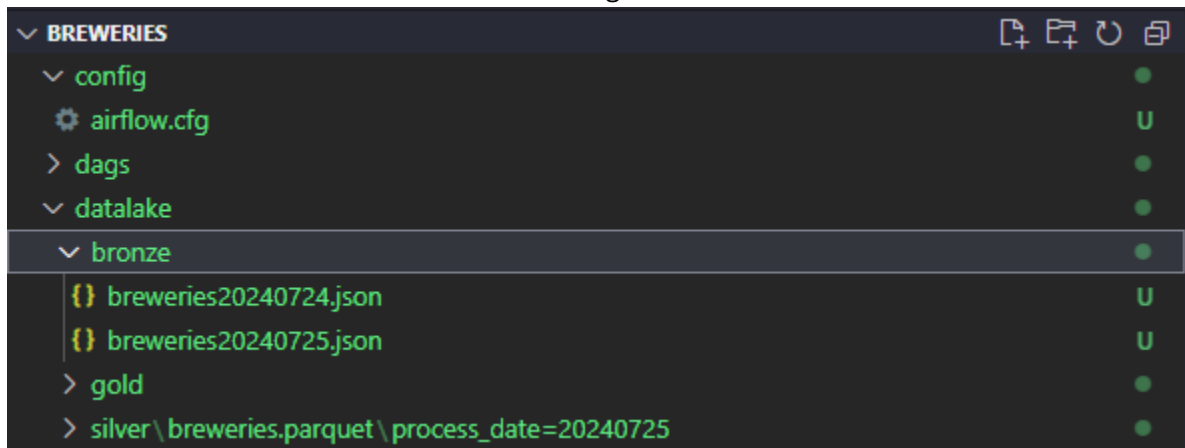 BREWERIES
config
airflow.cfg U
dags
datalake
bronze
{} breweries20240724.json U
{} breweries20240725.json U
gold
silver\breweries.parquet\process_date=20240725